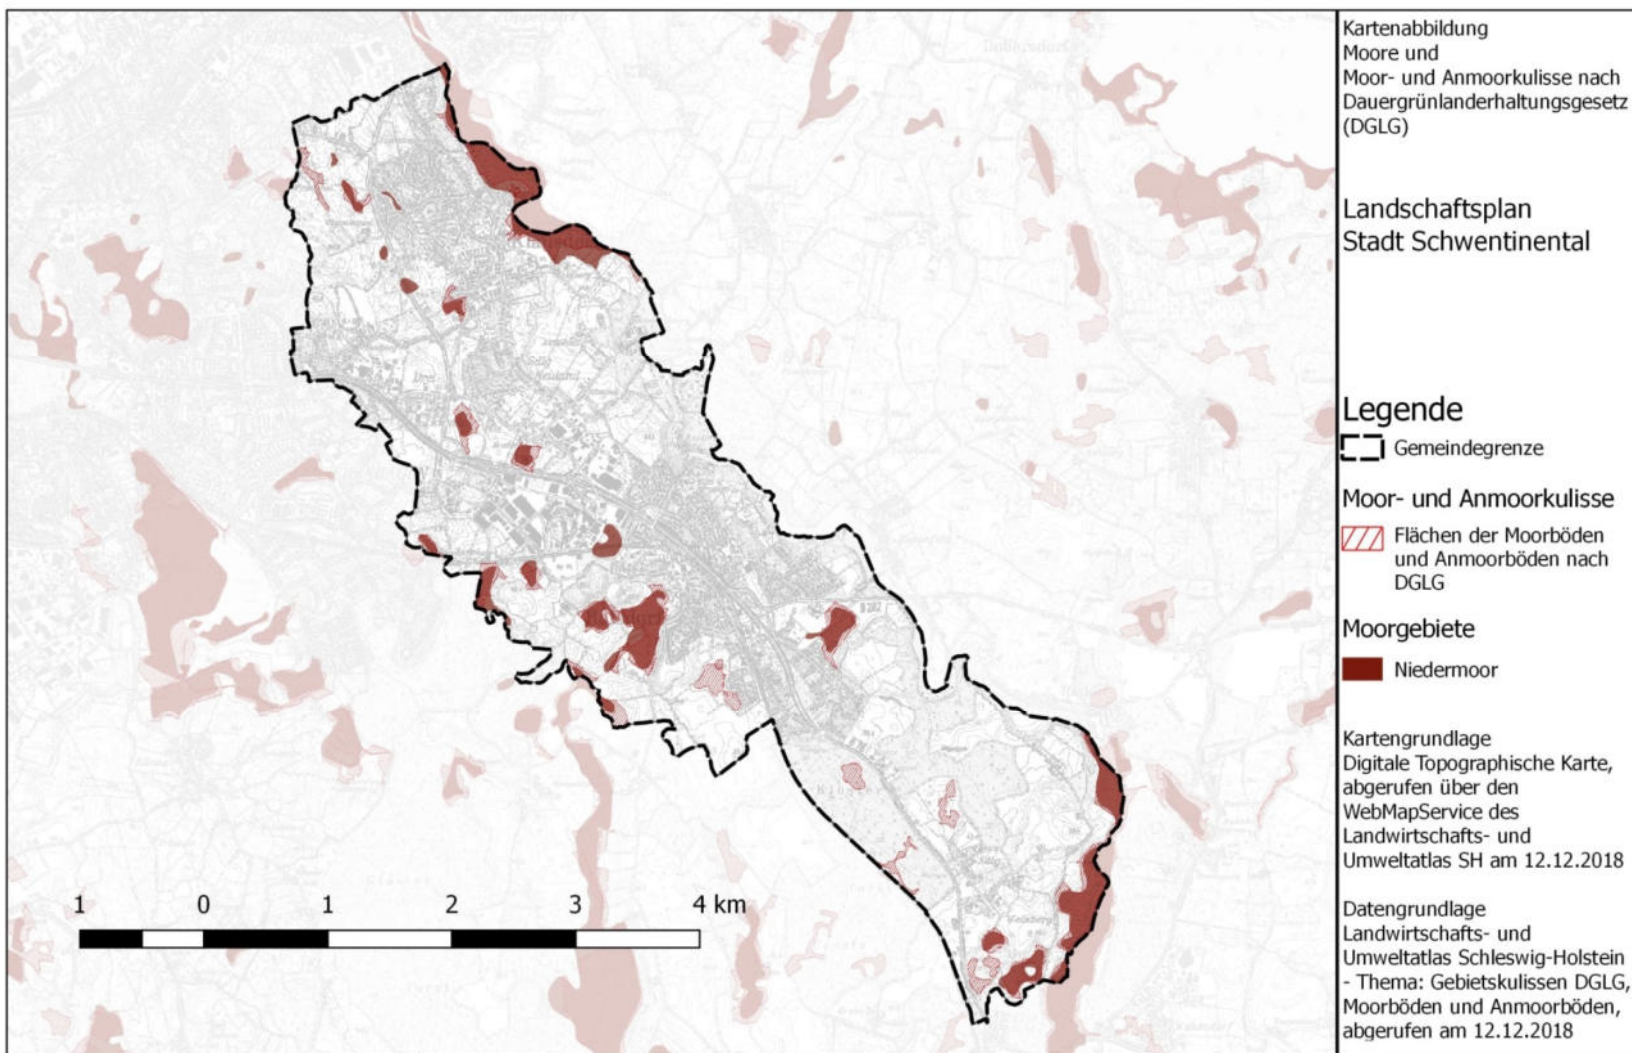 Kartenabbildung
Moore und
Moor- und Anmoorkulisse nach
Dauergrünlanderhaltungsgesetz
(DGLG)
Landschaftsplan
Stadt Schwentinental
Legende
Gemeindegrenze
Moor- und Anmoorkulisse
Flächen der Moorböden
und Anmoorböden nach
DGLG
Moorgebiete
Niedermoor
Kartengrundlage
Digitale Topographische Karte,
abgerufen über den
WebMapService des
Landwirtschafts- und
Umweltatlas SH am 12.12.2018
Datengrundlage
Landwirtschafts- und
Umweltatlas Schleswig-Holstein
- Thema: Gebietskulissen DGLG,
Moorböden und Anmoorböden,
abgerufen am 12.12.2018
B 202
1 0 1 2 3 4 km